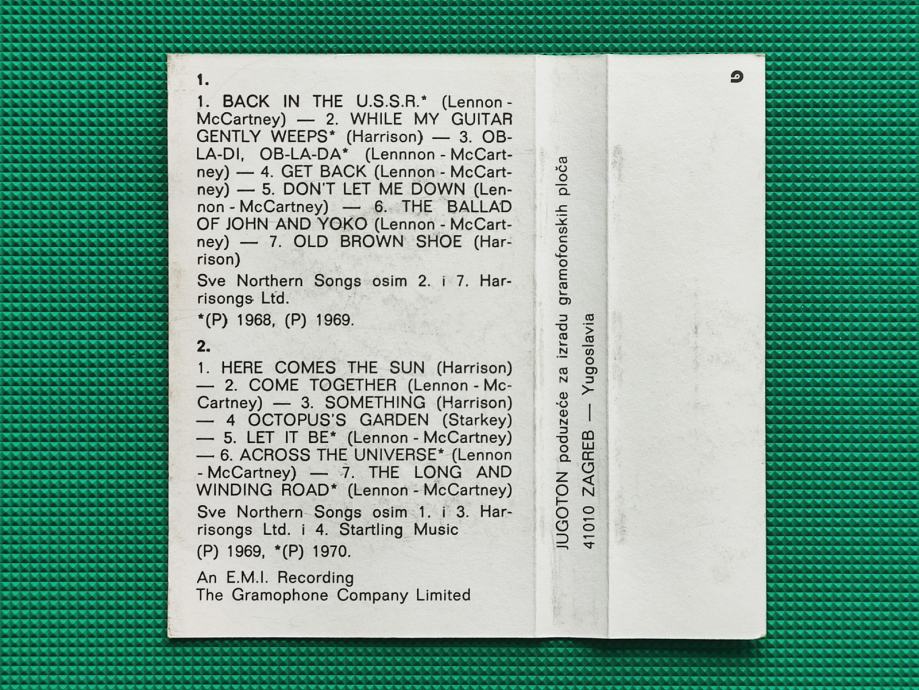 1.
1. BACK IN THE U.S.S.R.* (Lennon -
McCartney) — 2. WHILE MY GUITAR
GENTLY WEEPS* (Harrison) — 3. OB-
LA-DI, OB-LA-DA* (Lennnon - McCart-
ney) — 4. GET BACK (Lennon - McCart-
ney) — 5. DON'T LET ME DOWN (Len-
non - McCartney) — 6. THE BALLAD
OF JOHN AND YOKO (Lennon - McCart-
ney) — 7. OLD BROWN SHOE (Har-
rison)
Sve Northern Songs osim 2. i 7. Har-
risongs Ltd.
*(P) 1968, (P) 1969.
2.
1. HERE COMES THE SUN (Harrison)
— 2. COME TOGETHER (Lennon - Mc-
Cartney) — 3. SOMETHING (Harrison)
— 4 OCTOPUS'S GARDEN (Starkey)
— 5. LET IT BE* (Lennon - McCartney)
— 6. ACROSS THE UNIVERSE* (Lennon
- McCartney) — 7. THE LONG AND
WINDING ROAD* (Lennon - McCartney)
Sve Northern Songs osim 1. i 3. Har-
risongs Ltd. i 4. Startling Music
(P) 1969, *(P) 1970.
An E.M.I. Recording
The Gramophone Company Limited
JUGOTON poduzeće za izradu gramofonskih ploča
41010 ZAGREB — Yugoslavia